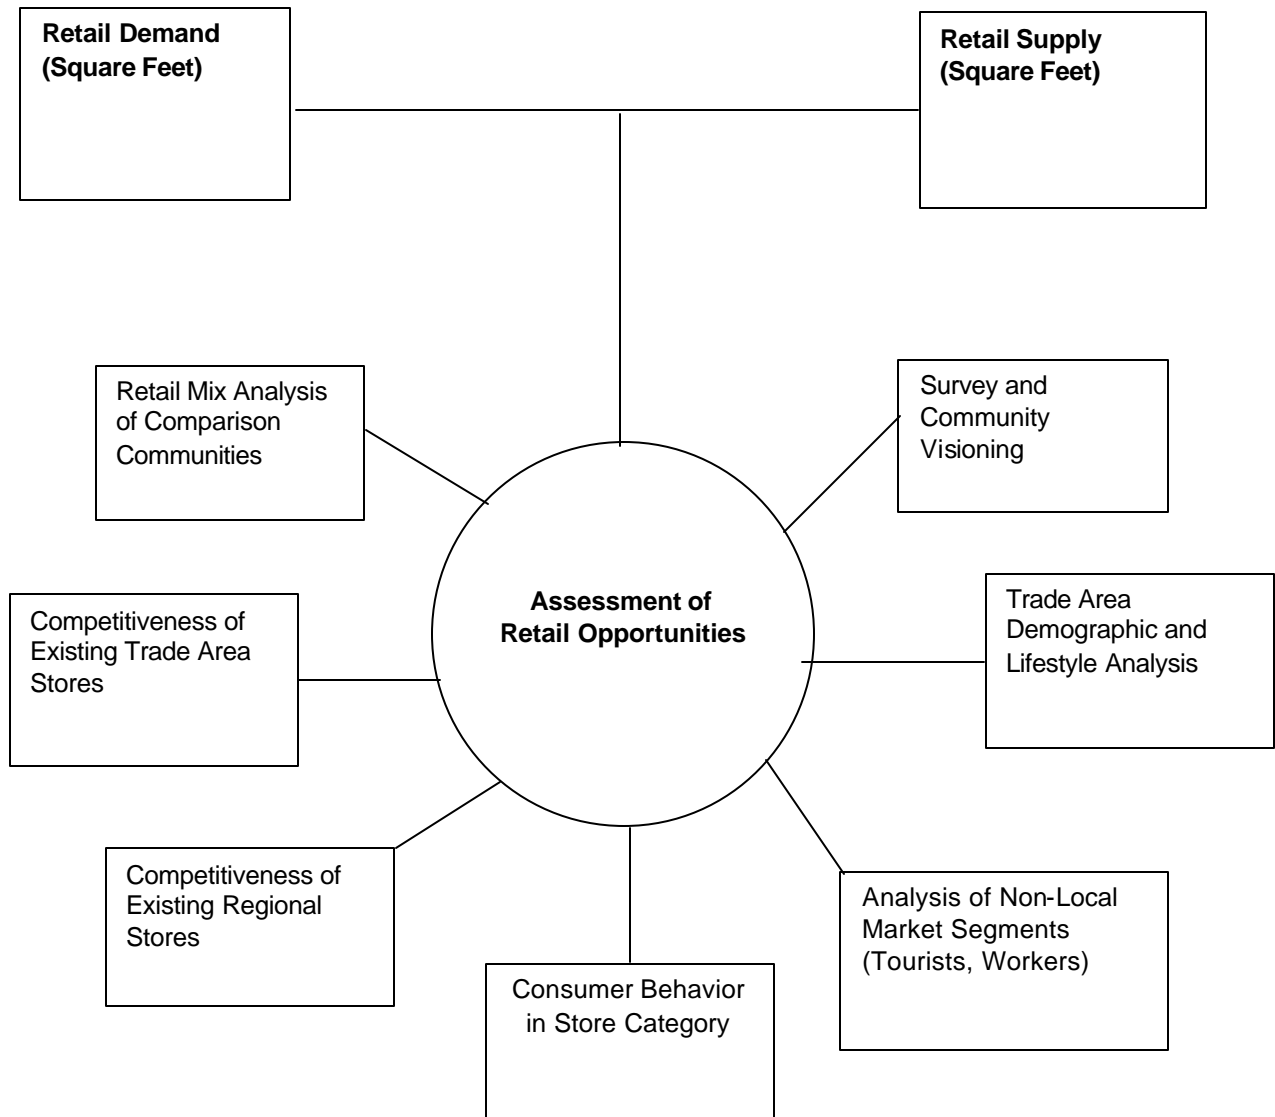 Retail Demand
(Square Feet)
Retail Supply
(Square Feet)
Retail Mix Analysis
of Comparison
Communities
Survey and
Community
Visioning
Assessment of
Retail Opportunities
Trade Area
Demographic and
Lifestyle Analysis
Competitiveness of
Existing Trade Area
Stores
Competitiveness of
Existing Regional
Stores
Analysis of Non-Local
Market Segments
(Tourists, Workers)
Consumer Behavior
in Store Category